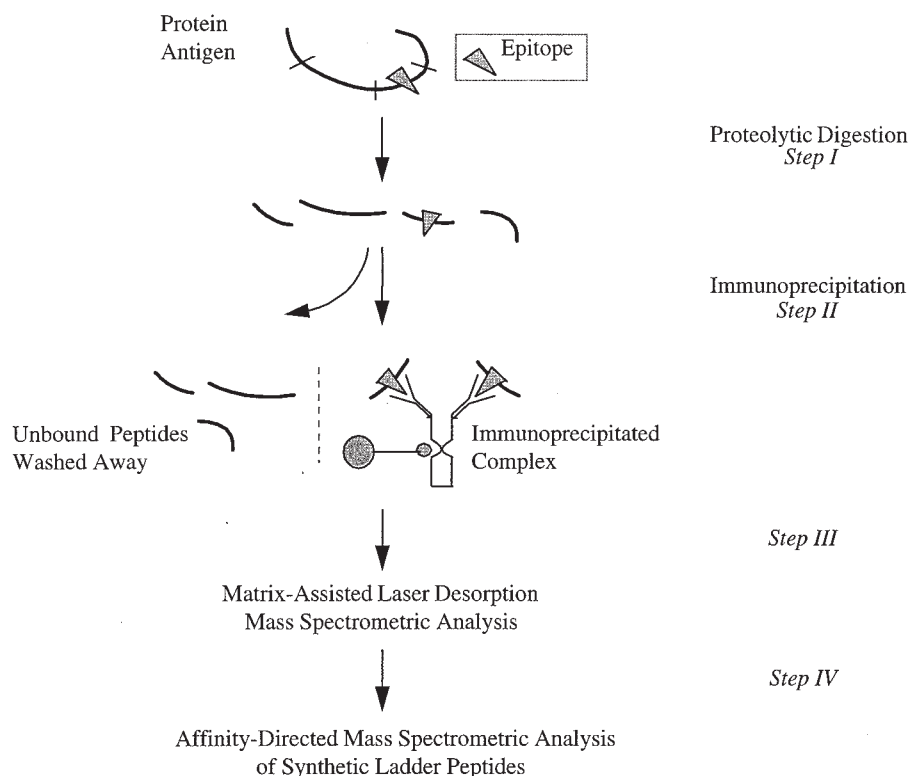 Protein
Antigen
Epitope
Proteolytic Digestion
Step I
Immunoprecipitation
Step II
Unbound Peptides
Washed Away
Immunoprecipitated
Complex
Step III
Matrix-Assisted Laser Desorption
Mass Spectrometric Analysis
Step IV
Affinity-Directed Mass Spectrometric Analysis
of Synthetic Ladder Peptides